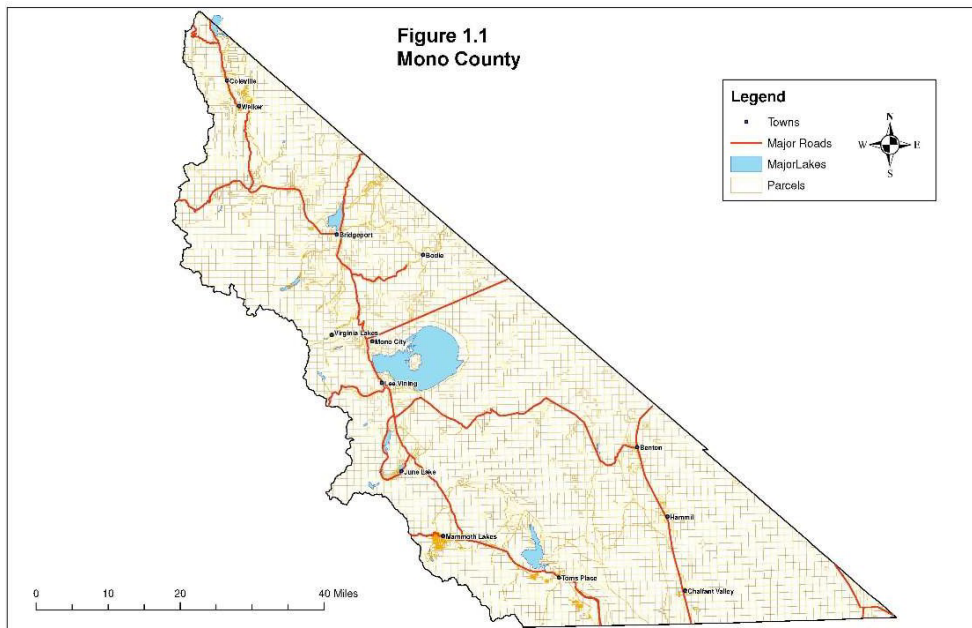 Figure 1.1
Mono County
Legend
Towns
Major Roads
MajorLakes
Parcels
N
W
E
S
Coleville
Walker
Bridgeport
Bodie
Virginia Lakes
Mono City
Lee Vining
Benton
June Lake
Hammil
Mammoth Lakes
Toms Place
Chalfant Valley
0 10 20 40 Miles